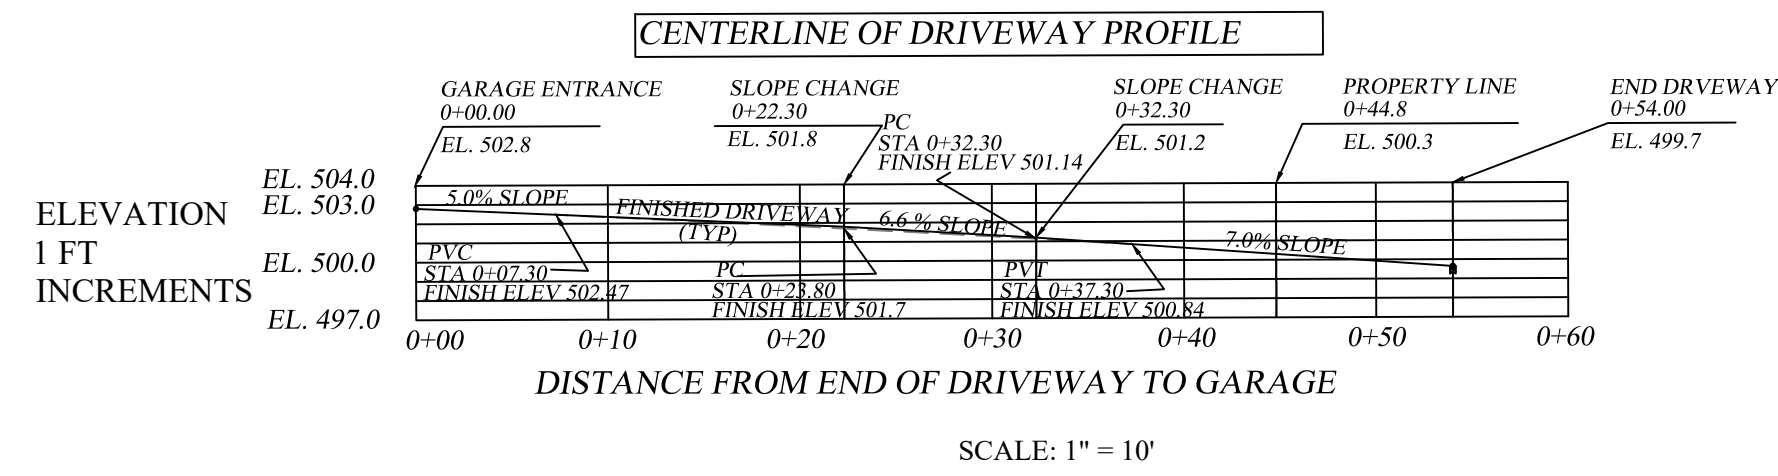 CENTERLINE OF DRIVEWAY PROFILE
GARAGE ENTRANCE
0+00.00
EL. 502.8
SLOPE CHANGE
0+22.30
EL. 501.8
PC
STA 0+32.30
FINISH ELEV 501.14
SLOPE CHANGE
0+32.30
EL. 501.2
PROPERTY LINE
0+44.8
EL. 500.3
END DRVEWAY
0+54.00
EL. 499.7
ELEVATION
1 FT
INCREMENTS
EL. 504.0
EL. 503.0
EL. 500.0
EL. 497.0
5.0% SLOPE
FINISHED DRIVEWAY
(TYP)
6.6 % SLOPE
7.0% SLOPE
PVC
STA 0+07.30
FINISH ELEV 502.47
PC
STA 0+23.80
FINISH ELEV 501.7
PVT
STA 0+37.30
FINISH ELEV 500.84
0+00
0+10
0+20
0+30
0+40
0+50
0+60
DISTANCE FROM END OF DRIVEWAY TO GARAGE
SCALE: 1" = 10'